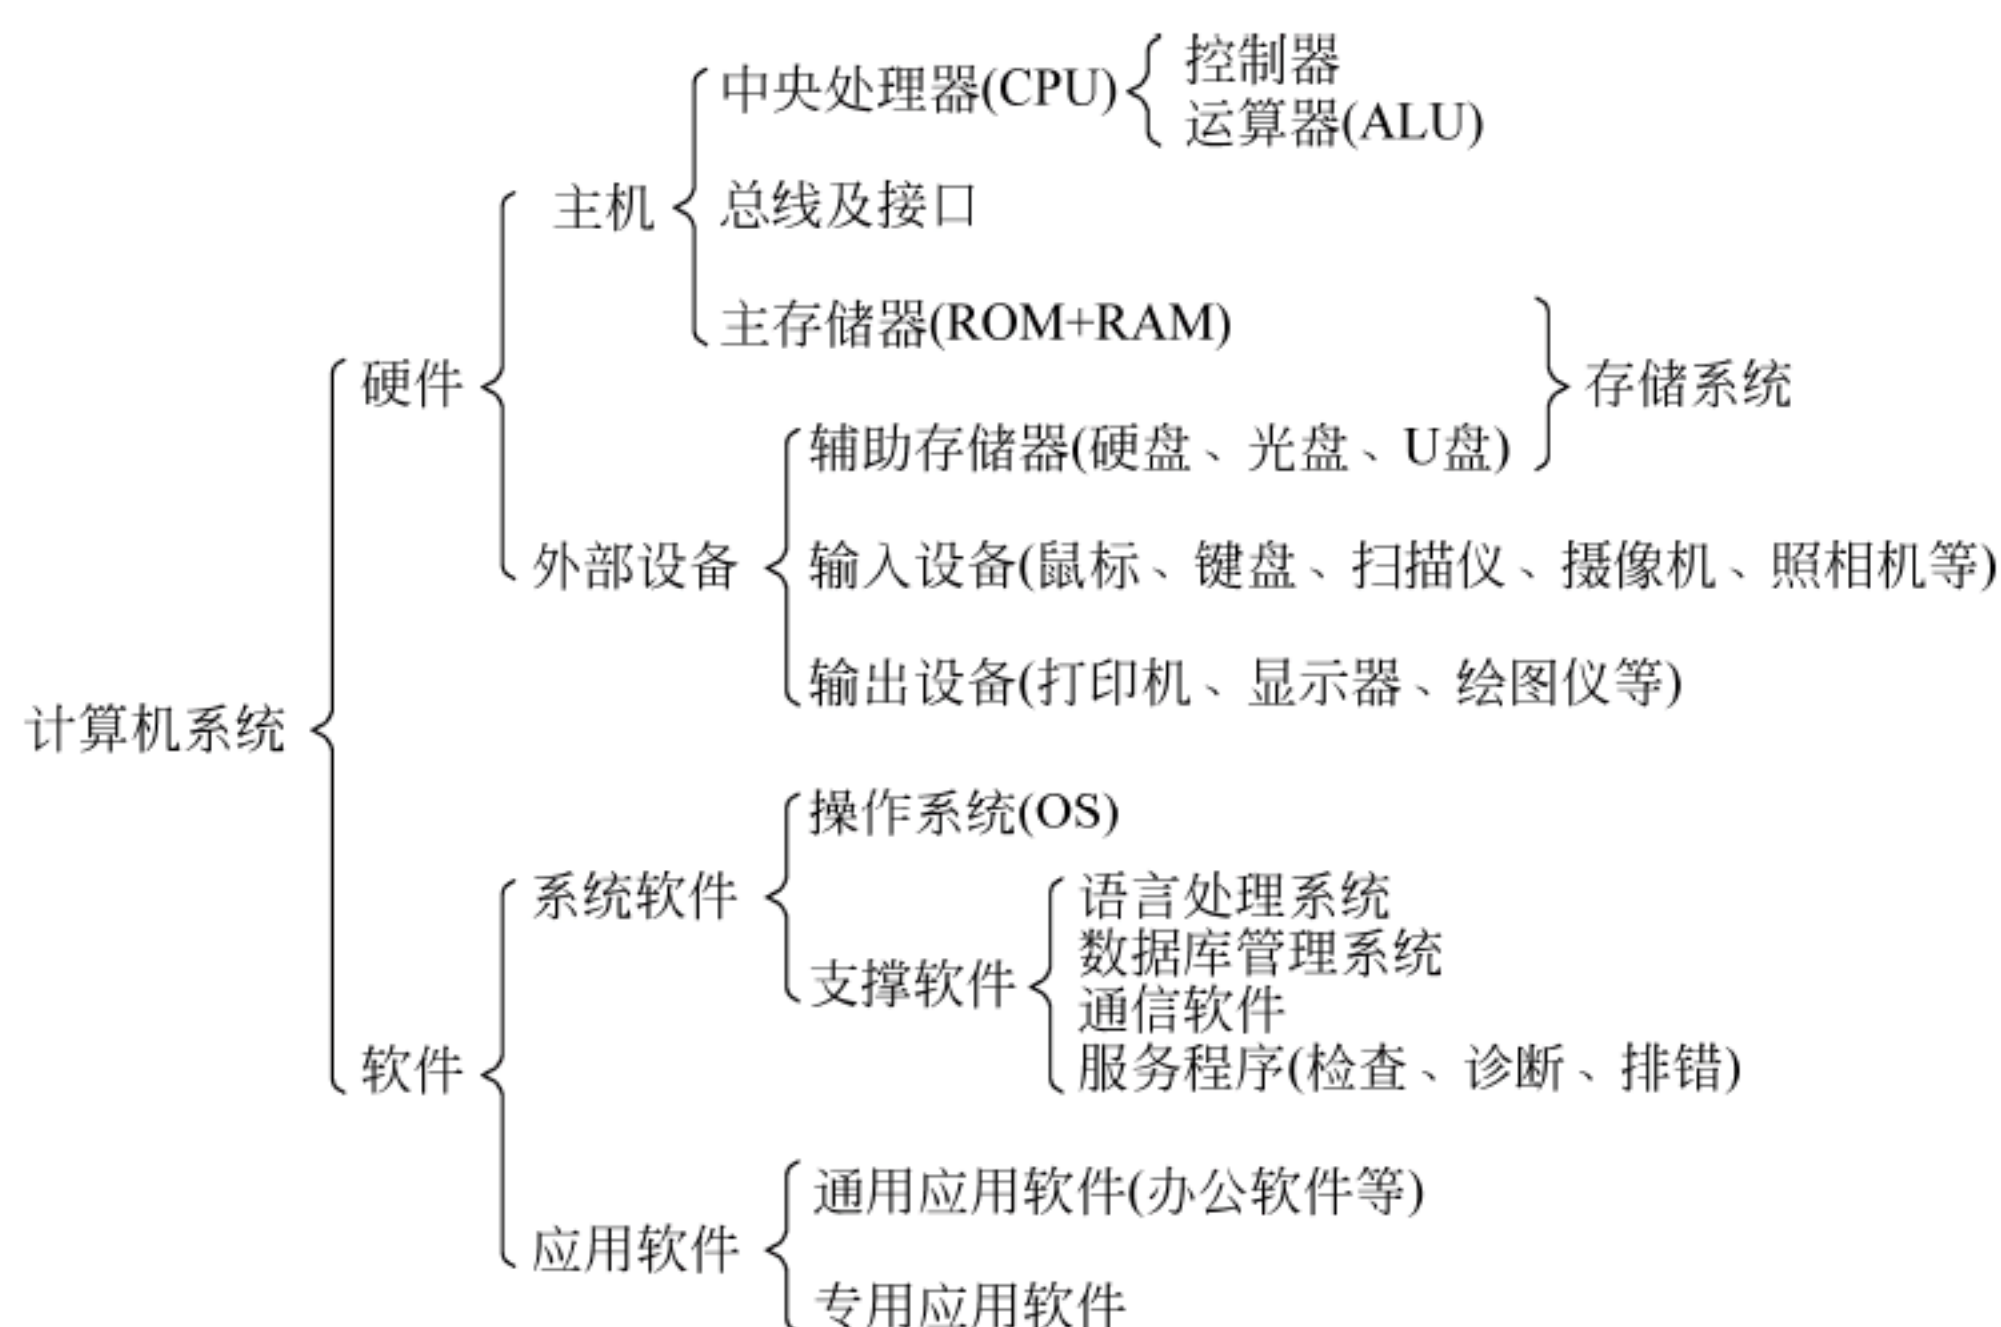 控制器
中央处理器(CPU)
运算器(ALU)
主机
总线及接口
主存储器(ROM+RAM)
硬件
存储系统
辅助存储器(硬盘、光盘、U盘)
外部设备
输入设备(鼠标、键盘、扫描仪、摄像机、照相机等)
输出设备(打印机、显示器、绘图仪等)
计算机系统
操作系统(OS)
系统软件
语言处理系统
数据库管理系统
支撑软件
通信软件
服务程序(检查、诊断、排错)
软件
通用应用软件(办公软件等)
应用软件
专用应用软件